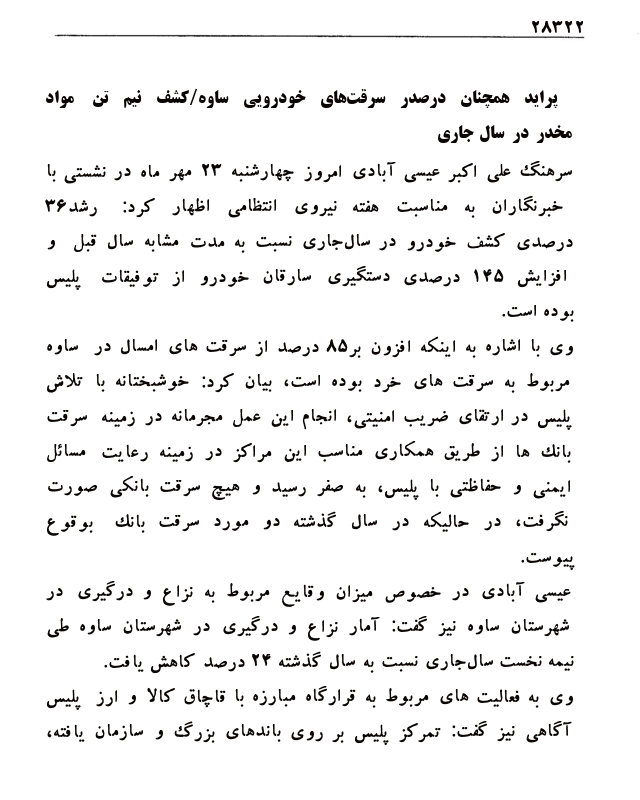 ۲۸۳۲۲
پراید همچنان درصدر سرقت‌های خودرویی ساوه/کشف نیم تن مواد
مخدر در سال جاری
سرهنگ علی اکبر عیسی آبادی امروز چهارشنبه ۲۳ مهر ماه در نشستی با
خبرنگاران به مناسبت هفته نیروی انتظامی اظهار کرد: رشد۳۶
درصدی کشف خودرو در سال‌جاری نسبت به مدت مشابه سال قبل و
افزایش ۱۴۵ درصدی دستگیری سارقان خودرو از توفیقات پلیس
بوده است.
وی با اشاره به اینکه افزون بر۸۵ درصد از سرقت های امسال در ساوه
مربوط به سرقت های خرد بوده است، بیان کرد: خوشبختانه با تلاش
پلیس در ارتقای ضریب امنیتی، انجام این عمل مجرمانه در زمینه سرقت
بانک ها از طریق همکاری مناسب این مراکز در زمینه رعایت مسائل
ایمنی و حفاظتی با پلیس، به صفر رسید و هیچ سرقت بانکی صورت
نگرفت، در حالیکه در سال گذشته دو مورد سرقت بانک بوقوع
پیوست.
عیسی آبادی در خصوص میزان وقایع مربوط به نزاع و درگیری در
شهرستان ساوه نیز گفت: آمار نزاع و درگیری در شهرستان ساوه طی
نیمه نخست سال‌جاری نسبت به سال گذشته ۲۴ درصد کاهش یافت.
وی به فعالیت های مربوط به قرارگاه مبارزه با قاچاق کالا و ارز پلیس
آگاهی نیز گفت: تمرکز پلیس بر روی باندهای بزرگ و سازمان یافته،